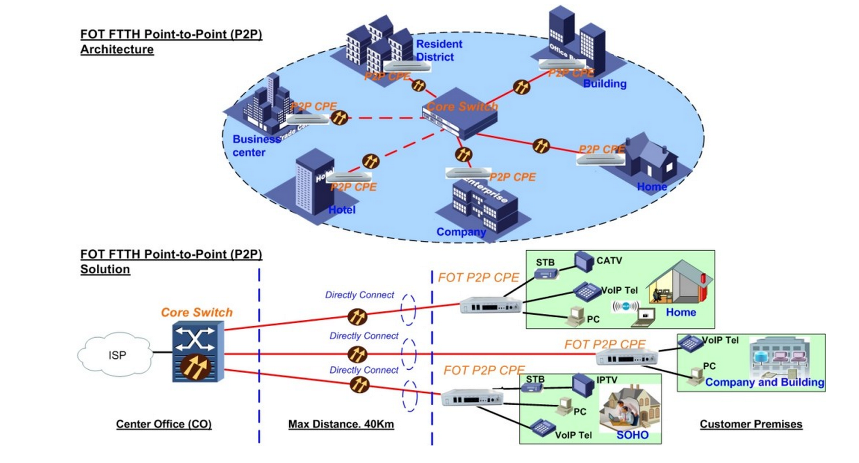 FOT FTTH Point-to-Point (P2P)
Architecture
Resident
District
P2P CPE
Office B
P2P CPE
Building
Core Switch
P2P CPE
Business
center
P2P CPE
Home
Hotel
P2P CPE
Hotel
P2P CPE
Enterprise
Company
FOT FTTH Point-to-Point (P2P)
Solution
Core Switch
ISP
Directly Connect
Directly Connect
Directly Connect
FOT P2P CPE
STB
CATV
VoIP Tel
PC
Home
FOT P2P CPE
VoIP Tel
PC
Company and Building
FOT P2P CPE
STB
IPTV
PC
VoIP Tel
SOHO
Center Office (CO)
Max Distance. 40Km
Customer Premises